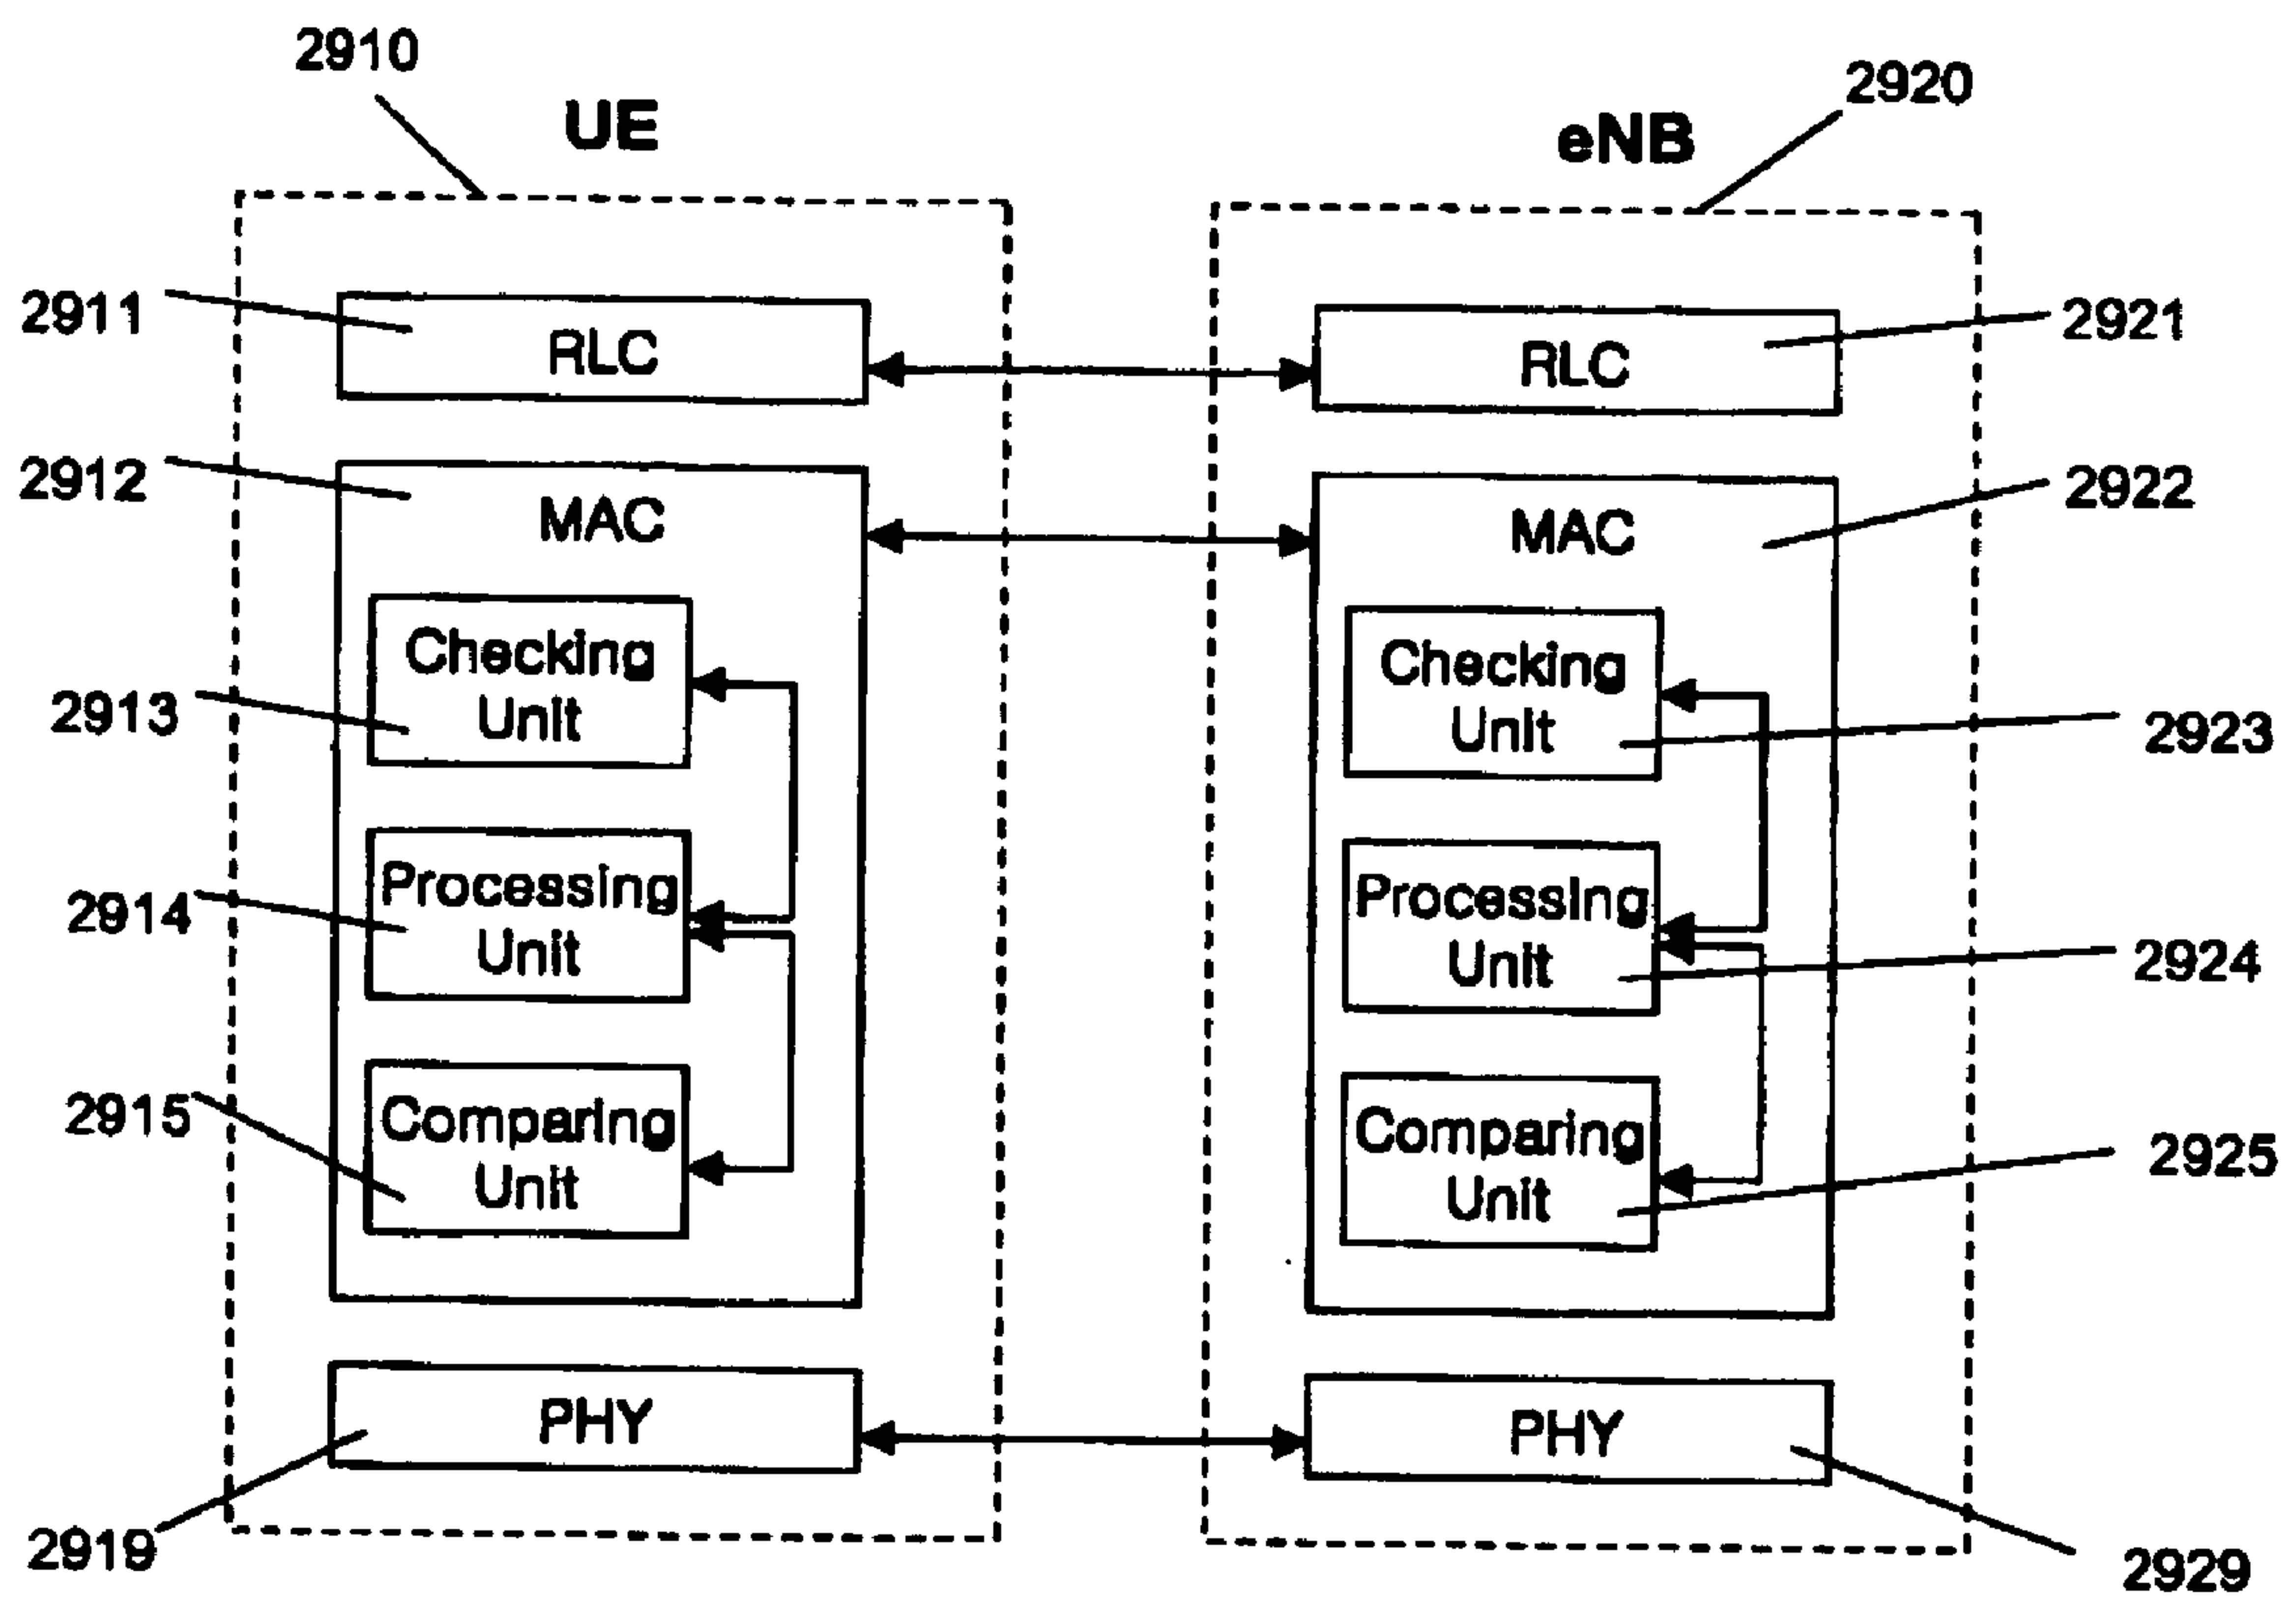 2910
UE
2920
eNB
2911
RLC
RLC
2921
2912
MAC
MAC
2922
Checking
Unit
2913
Checking
Unit
2923
Processing
Unit
2914
Processing
Unit
2924
Comparing
Unit
2915
Comparing
Unit
2925
PHY
PHY
2919
2929